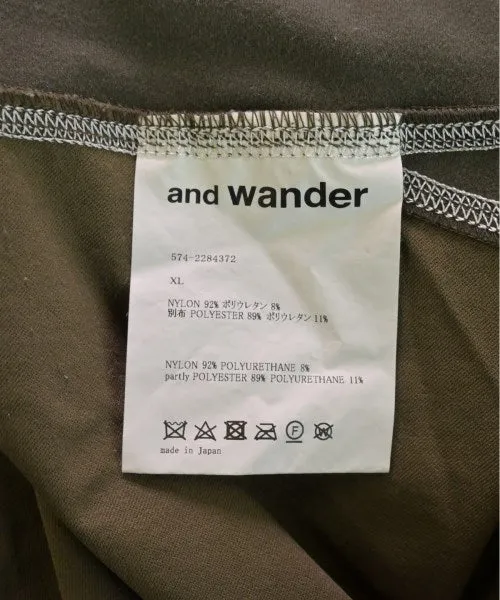 and wander
574-2284372
XL
NYLON 92% ポリウレタン 8%
別布 POLYESTER 89% ポリウレタン 11%
NYLON 92% POLYURETHANE 8%
partly POLYESTER 89% POLYURETHANE 11%
F W
made in Japan